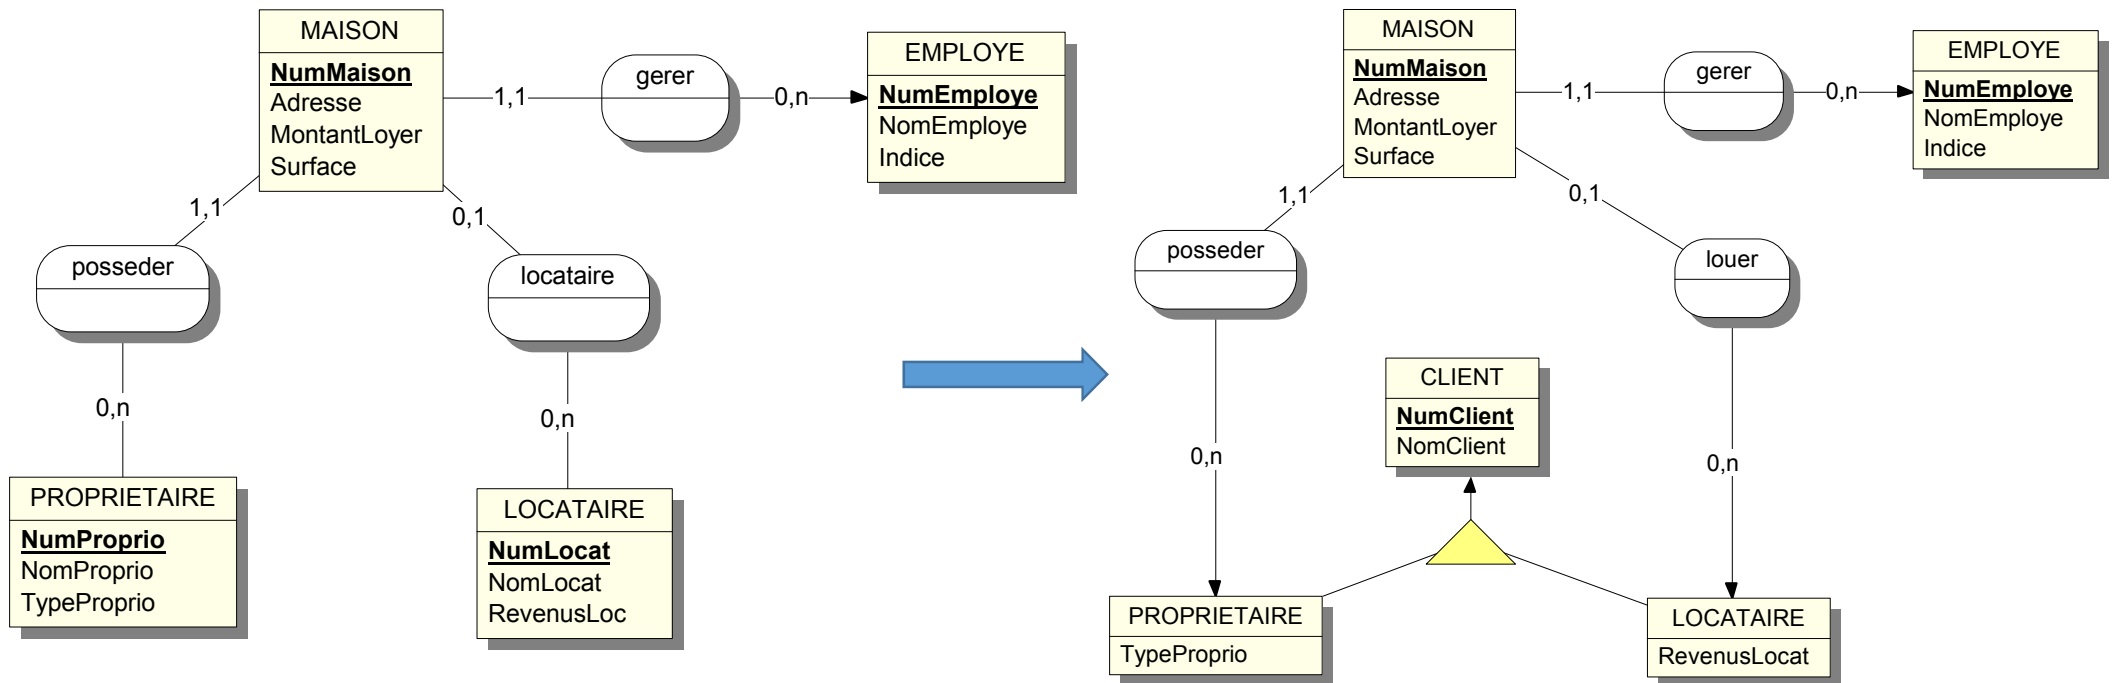 MAISON
NumMaison
Adresse
MontantLoyer
Surface
1,1
gerer
0,n
EMPLOYE
NumEmploye
NomEmploye
Indice
1,1
posseder
0,n
PROPRIETAIRE
NumProprio
NomProprio
TypeProprio
0,1
locataire
0,n
LOCATAIRE
NumLocat
NomLocat
RevenusLoc
MAISON
NumMaison
Adresse
MontantLoyer
Surface
1,1
gerer
0,n
EMPLOYE
NumEmploye
NomEmploye
Indice
1,1
posseder
0,n
0,1
louer
0,n
CLIENT
NumClient
NomClient
PROPRIETAIRE
TypeProprio
LOCATAIRE
RevenusLocat